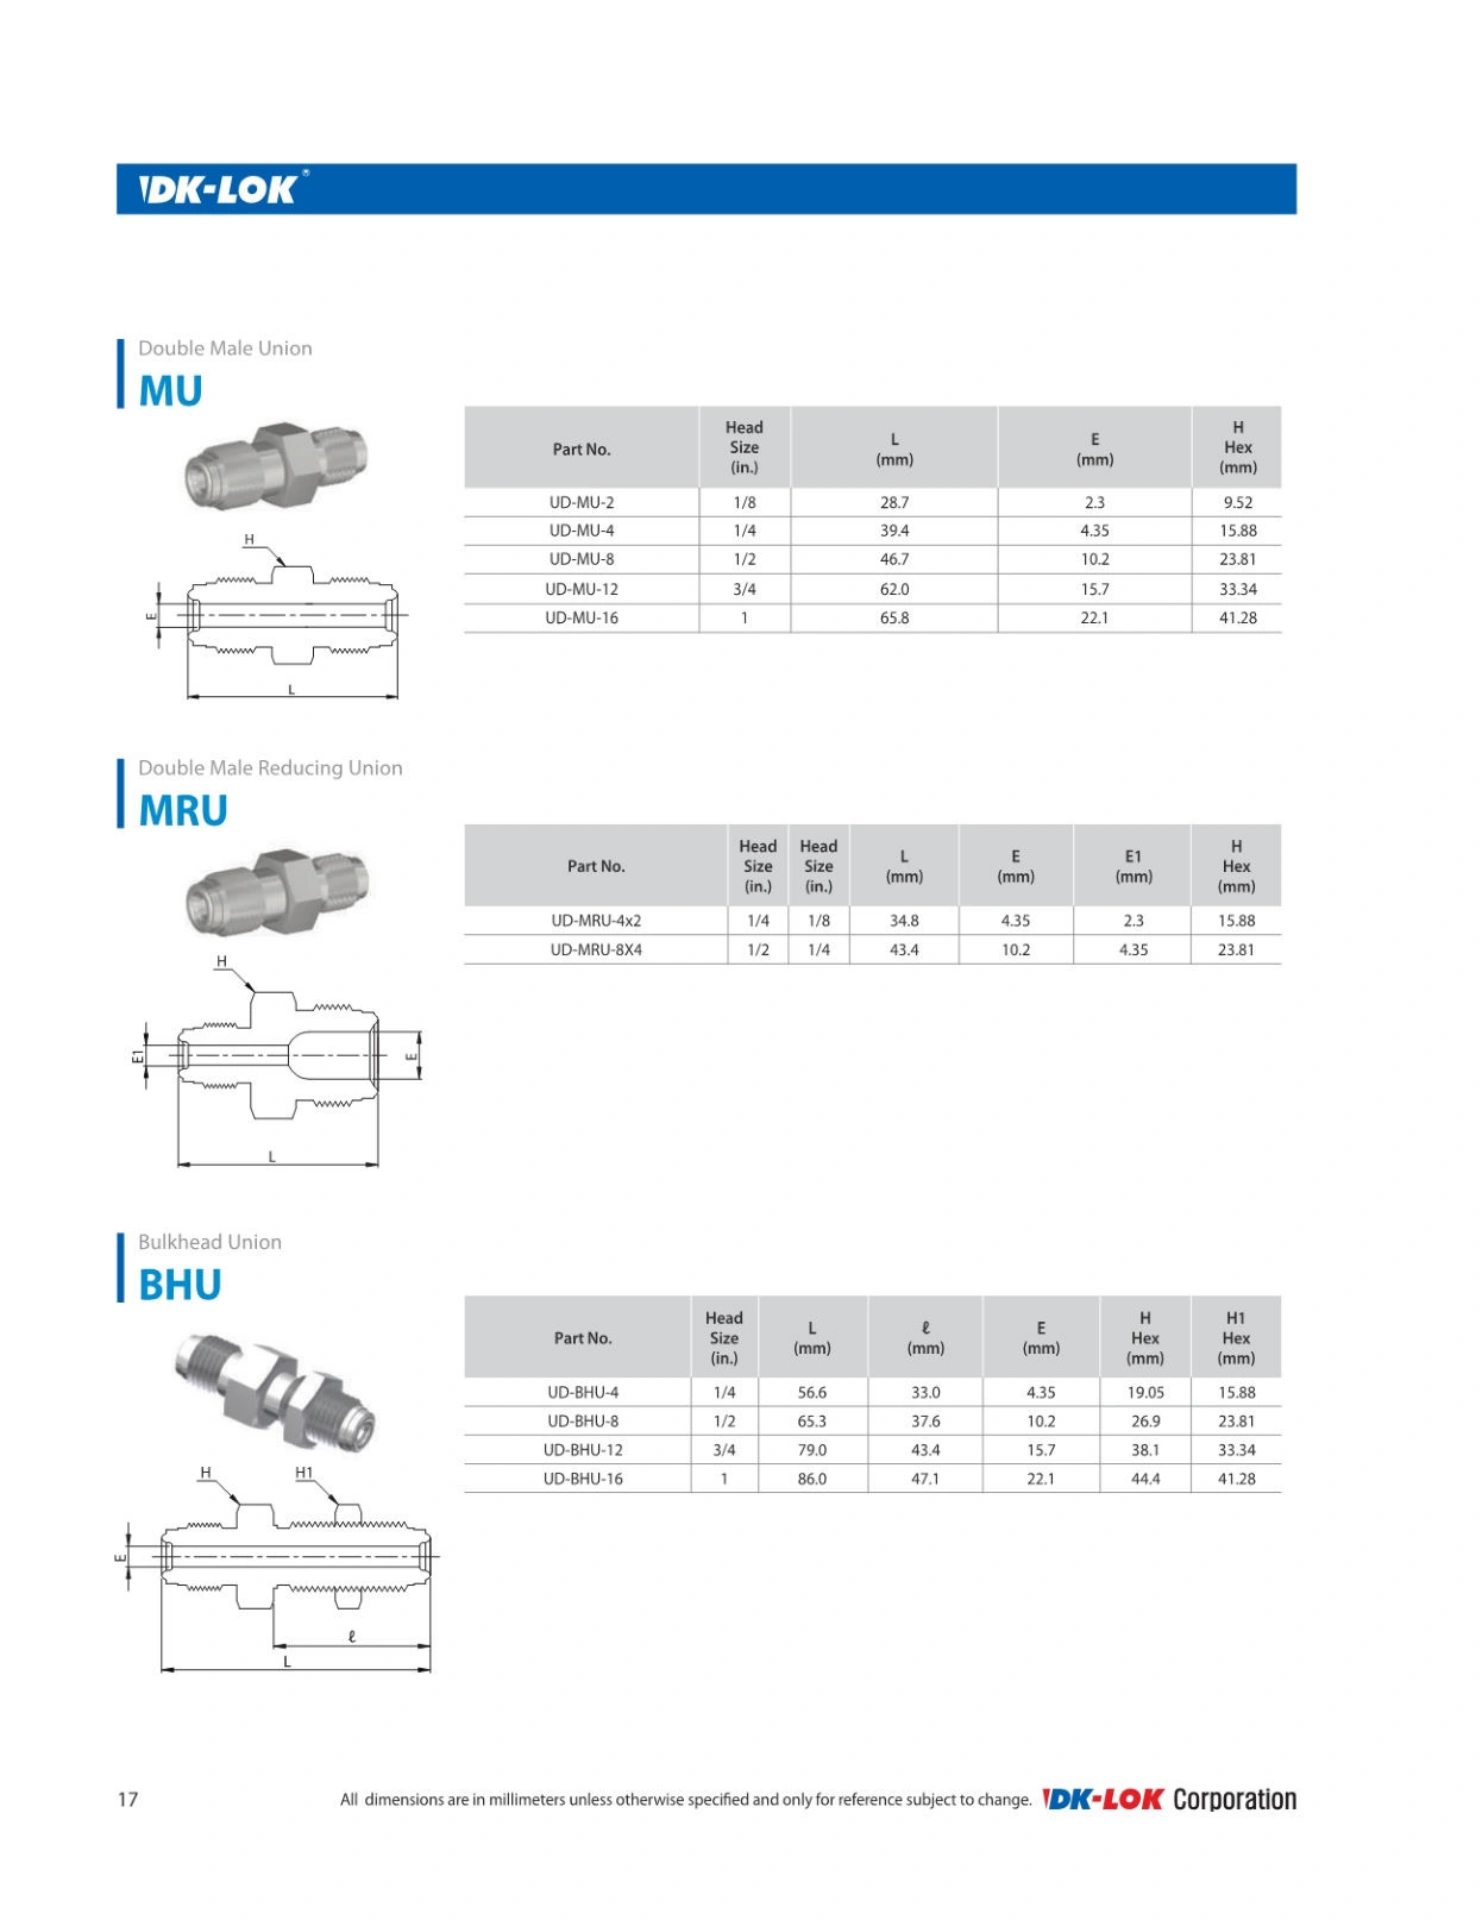 DK-LOK®
Double Male Union
MU
Part No. Head Size (in.) L (mm) E (mm) H Hex (mm)
UD-MU-2 1/8 28.7 2.3 9.52
UD-MU-4 1/4 39.4 4.35 15.88
UD-MU-8 1/2 46.7 10.2 23.81
UD-MU-12 3/4 62.0 15.7 33.34
UD-MU-16 1 65.8 22.1 41.28
H
E
L
Double Male Reducing Union
MRU
Part No. Head Size (in.) Head Size (in.) L (mm) E (mm) E1 (mm) H Hex (mm)
UD-MRU-4x2 1/4 1/8 34.8 4.35 2.3 15.88
UD-MRU-8X4 1/2 1/4 43.4 10.2 4.35 23.81
H
E1
E
L
Bulkhead Union
BHU
Part No. Head Size (in.) L (mm) ℓ (mm) E (mm) H Hex (mm) H1 Hex (mm)
UD-BHU-4 1/4 56.6 33.0 4.35 19.05 15.88
UD-BHU-8 1/2 65.3 37.6 10.2 26.9 23.81
UD-BHU-12 3/4 79.0 43.4 15.7 38.1 33.34
UD-BHU-16 1 86.0 47.1 22.1 44.4 41.28
H H1
E
ℓ
L
17 All dimensions are in millimeters unless otherwise specified and only for reference subject to change. DK-LOK Corporation